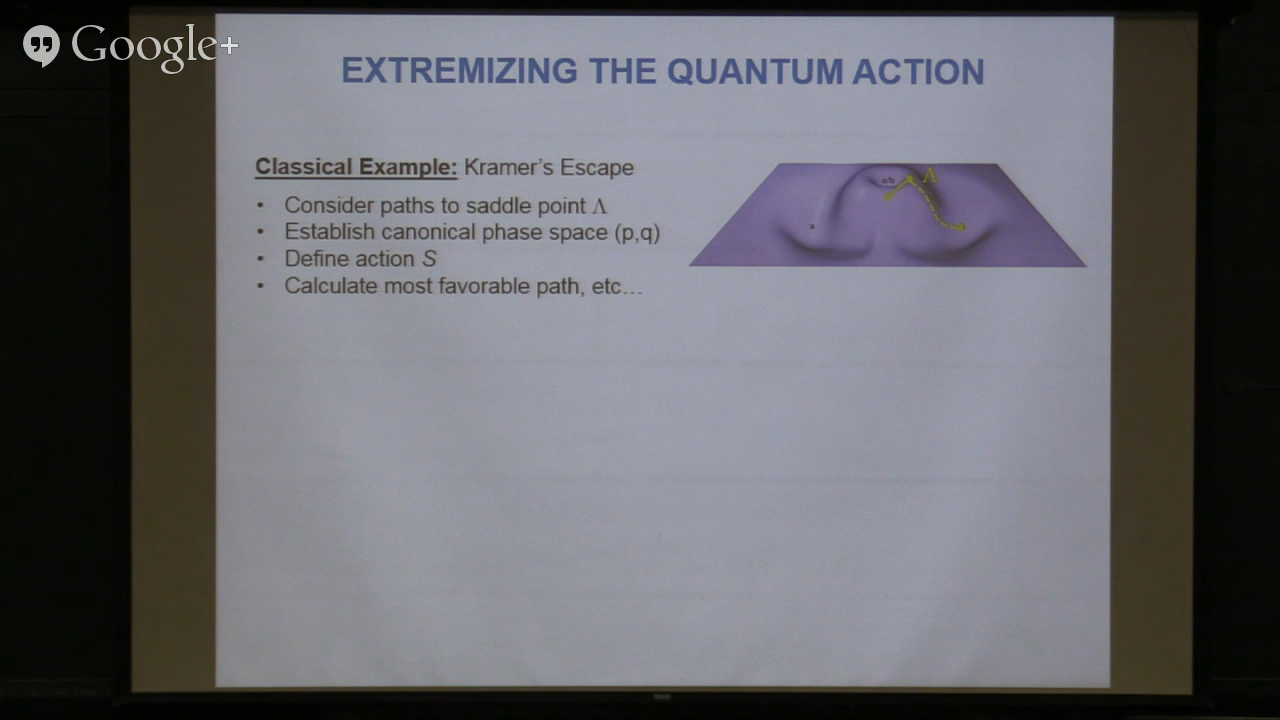 Google+
EXTREMIZING THE QUANTUM ACTION
Classical Example: Kramer's Escape
• Consider paths to saddle point Λ
• Establish canonical phase space (p,q)
• Define action S
• Calculate most favorable path, etc…
Λ
ab